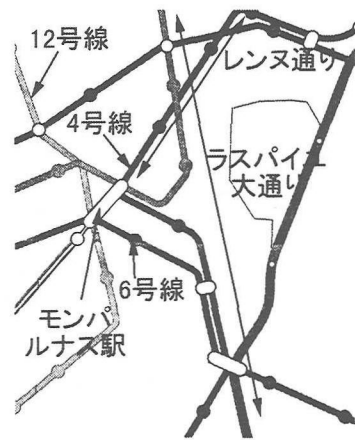 12号線
レンヌ通り
4号線
ラスパイユ
大通り
6号線
モンパ
ルナス駅